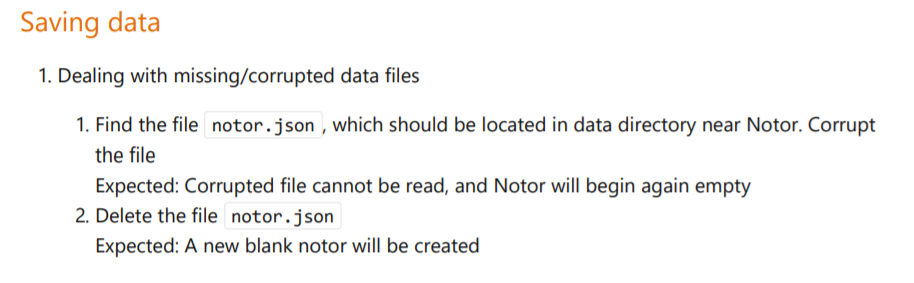 Saving data
1. Dealing with missing/corrupted data files
1. Find the file notor.json, which should be located in data directory near Notor. Corrupt
the file
Expected: Corrupted file cannot be read, and Notor will begin again empty
2. Delete the file notor.json
Expected: A new blank notor will be created